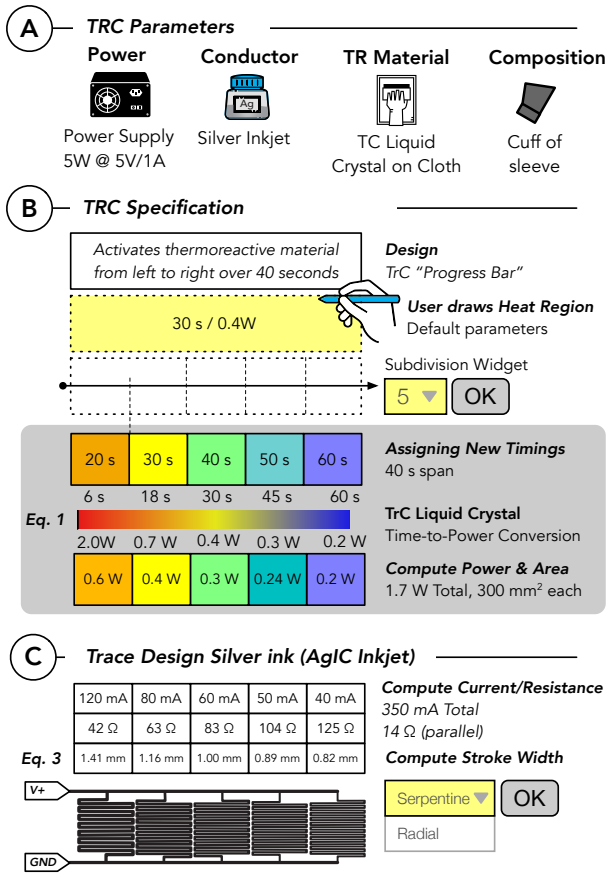 A
TRC Parameters
Power
Conductor
TR Material
Composition
Ag
Power Supply
5W @ 5V/1A
Silver Inkjet
TC Liquid
Crystal on Cloth
Cuff of
sleeve
B
TRC Specification
Activates thermoreactive material
from left to right over 40 seconds
Design
TrC "Progress Bar"
30 s / 0.4W
User draws Heat Region
Default parameters
Subdivision Widget
5 OK
20 s 30 s 40 s 50 s 60 s
Assigning New Timings
40 s span
6 s 18 s 30 s 45 s 60 s
Eq. 1
TrC Liquid Crystal
Time-to-Power Conversion
2.0W 0.7 W 0.4 W 0.3 W 0.2 W
0.6 W 0.4 W 0.3 W 0.24 W 0.2 W
Compute Power & Area
1.7 W Total, 300 mm² each
C
Trace Design Silver ink (AgIC Inkjet)
120 mA 80 mA 60 mA 50 mA 40 mA
42 Ω 63 Ω 83 Ω 104 Ω 125 Ω
Eq. 3 1.41 mm 1.16 mm 1.00 mm 0.89 mm 0.82 mm
Compute Current/Resistance
350 mA Total
14 Ω (parallel)
Compute Stroke Width
V+
Serpentine OK
Radial
GND